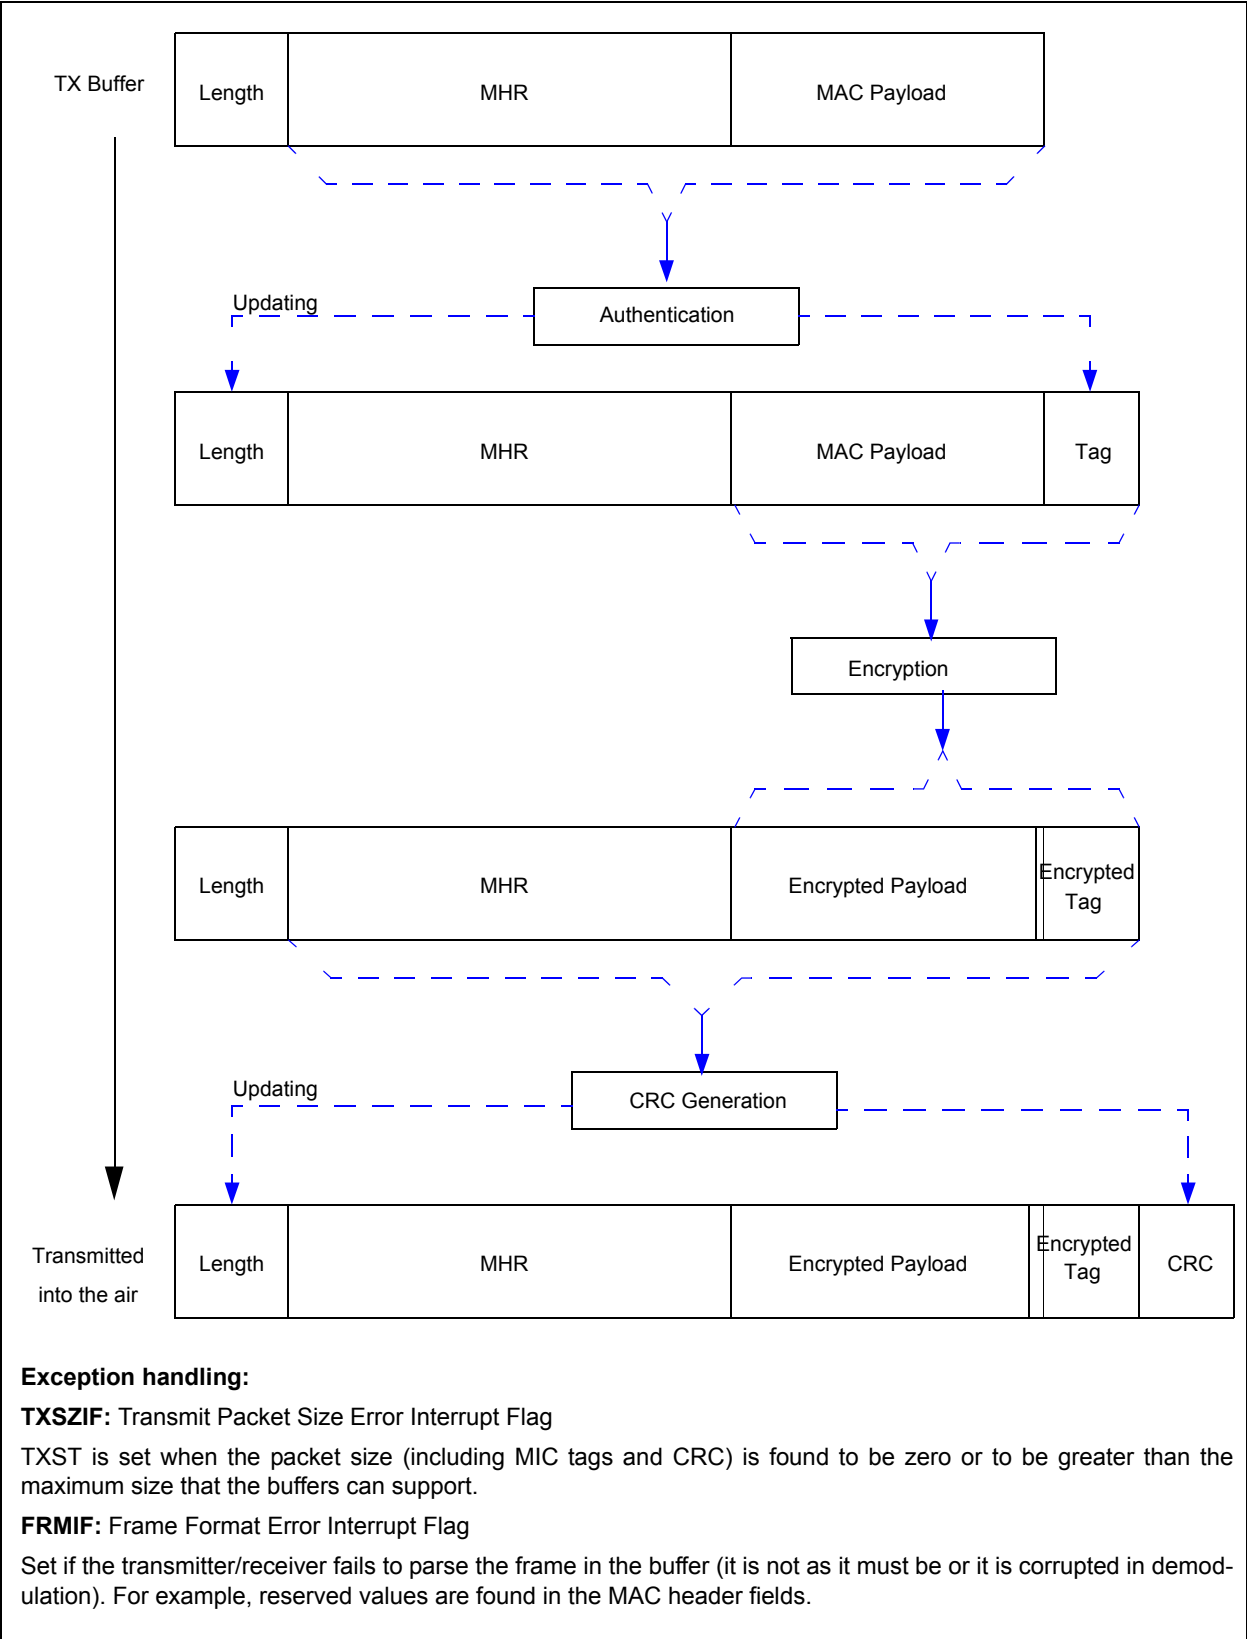 TX Buffer
Length
MHR
MAC Payload
Updating
Authentication
Length
MHR
MAC Payload
Tag
Encryption
Length
MHR
Encrypted Payload
Encrypted
Tag
Updating
CRC Generation
Transmitted
into the air
Length
MHR
Encrypted Payload
Encrypted
Tag
CRC
Exception handling:
TXSZIF: Transmit Packet Size Error Interrupt Flag
TXST is set when the packet size (including MIC tags and CRC) is found to be zero or to be greater than the
maximum size that the buffers can support.
FRMIF: Frame Format Error Interrupt Flag
Set if the transmitter/receiver fails to parse the frame in the buffer (it is not as it must be or it is corrupted in demod-
ulation). For example, reserved values are found in the MAC header fields.